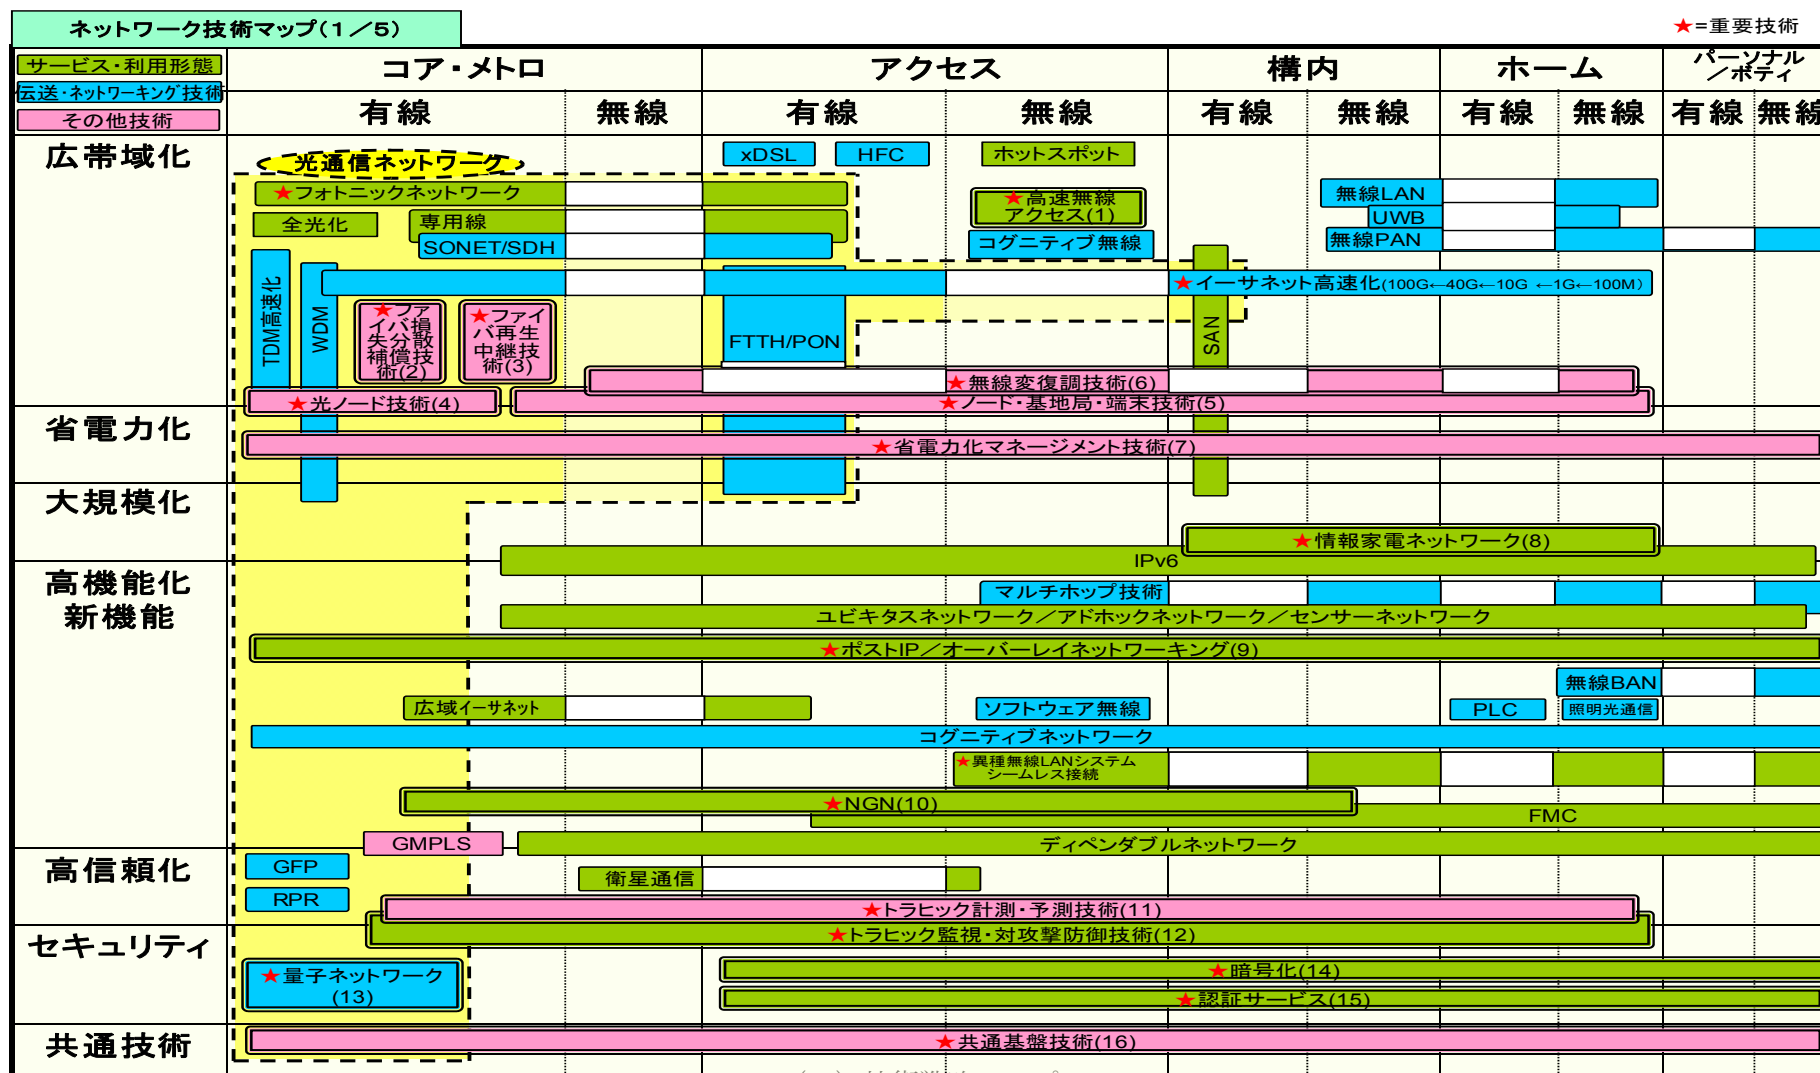 ネットワーク技術マップ(1／5)
★=重要技術
サービス・利用形態
伝送・ネットワーキング技術
その他技術
コア・メトロ
アクセス
構内
ホーム
パーソナル
／ボディ
有線
無線
有線
無線
有線
無線
有線
無線
有線
無線
広帯域化
光通信ネットワーク
xDSL
HFC
ホットスポット
★フォトニックネットワーク
★高速無線
アクセス(1)
無線LAN
全光化
専用線
UWB
SONET/SDH
コグニティブ無線
無線PAN
TDM高速化
WDM
★イーサネット高速化(100G←40G←10G ←1G←100M)
★ファ
イバ損
失分散
補償技
術(2)
★ファイ
バ再生
中継技
術(3)
FTTH/PON
SAN
★無線変復調技術(6)
★光ノード技術(4)
★ノード・基地局・端末技術(5)
省電力化
★省電力化マネージメント技術(7)
大規模化
★情報家電ネットワーク(8)
IPv6
高機能化
新機能
マルチホップ技術
ユビキタスネットワーク／アドホックネットワーク／センサーネットワーク
★ポストIP／オーバーレイネットワーキング(9)
無線BAN
広域イーサネット
ソフトウェア無線
PLC
照明光通信
コグニティブネットワーク
★異種無線LANシステム
シームレス接続
★NGN(10)
FMC
GMPLS
ディペンダブルネットワーク
高信頼化
GFP
衛星通信
RPR
★トラヒック計測・予測技術(11)
セキュリティ
★トラヒック監視・対攻撃防御技術(12)
★量子ネットワーク
(13)
★暗号化(14)
★認証サービス(15)
共通技術
★共通基盤技術(16)